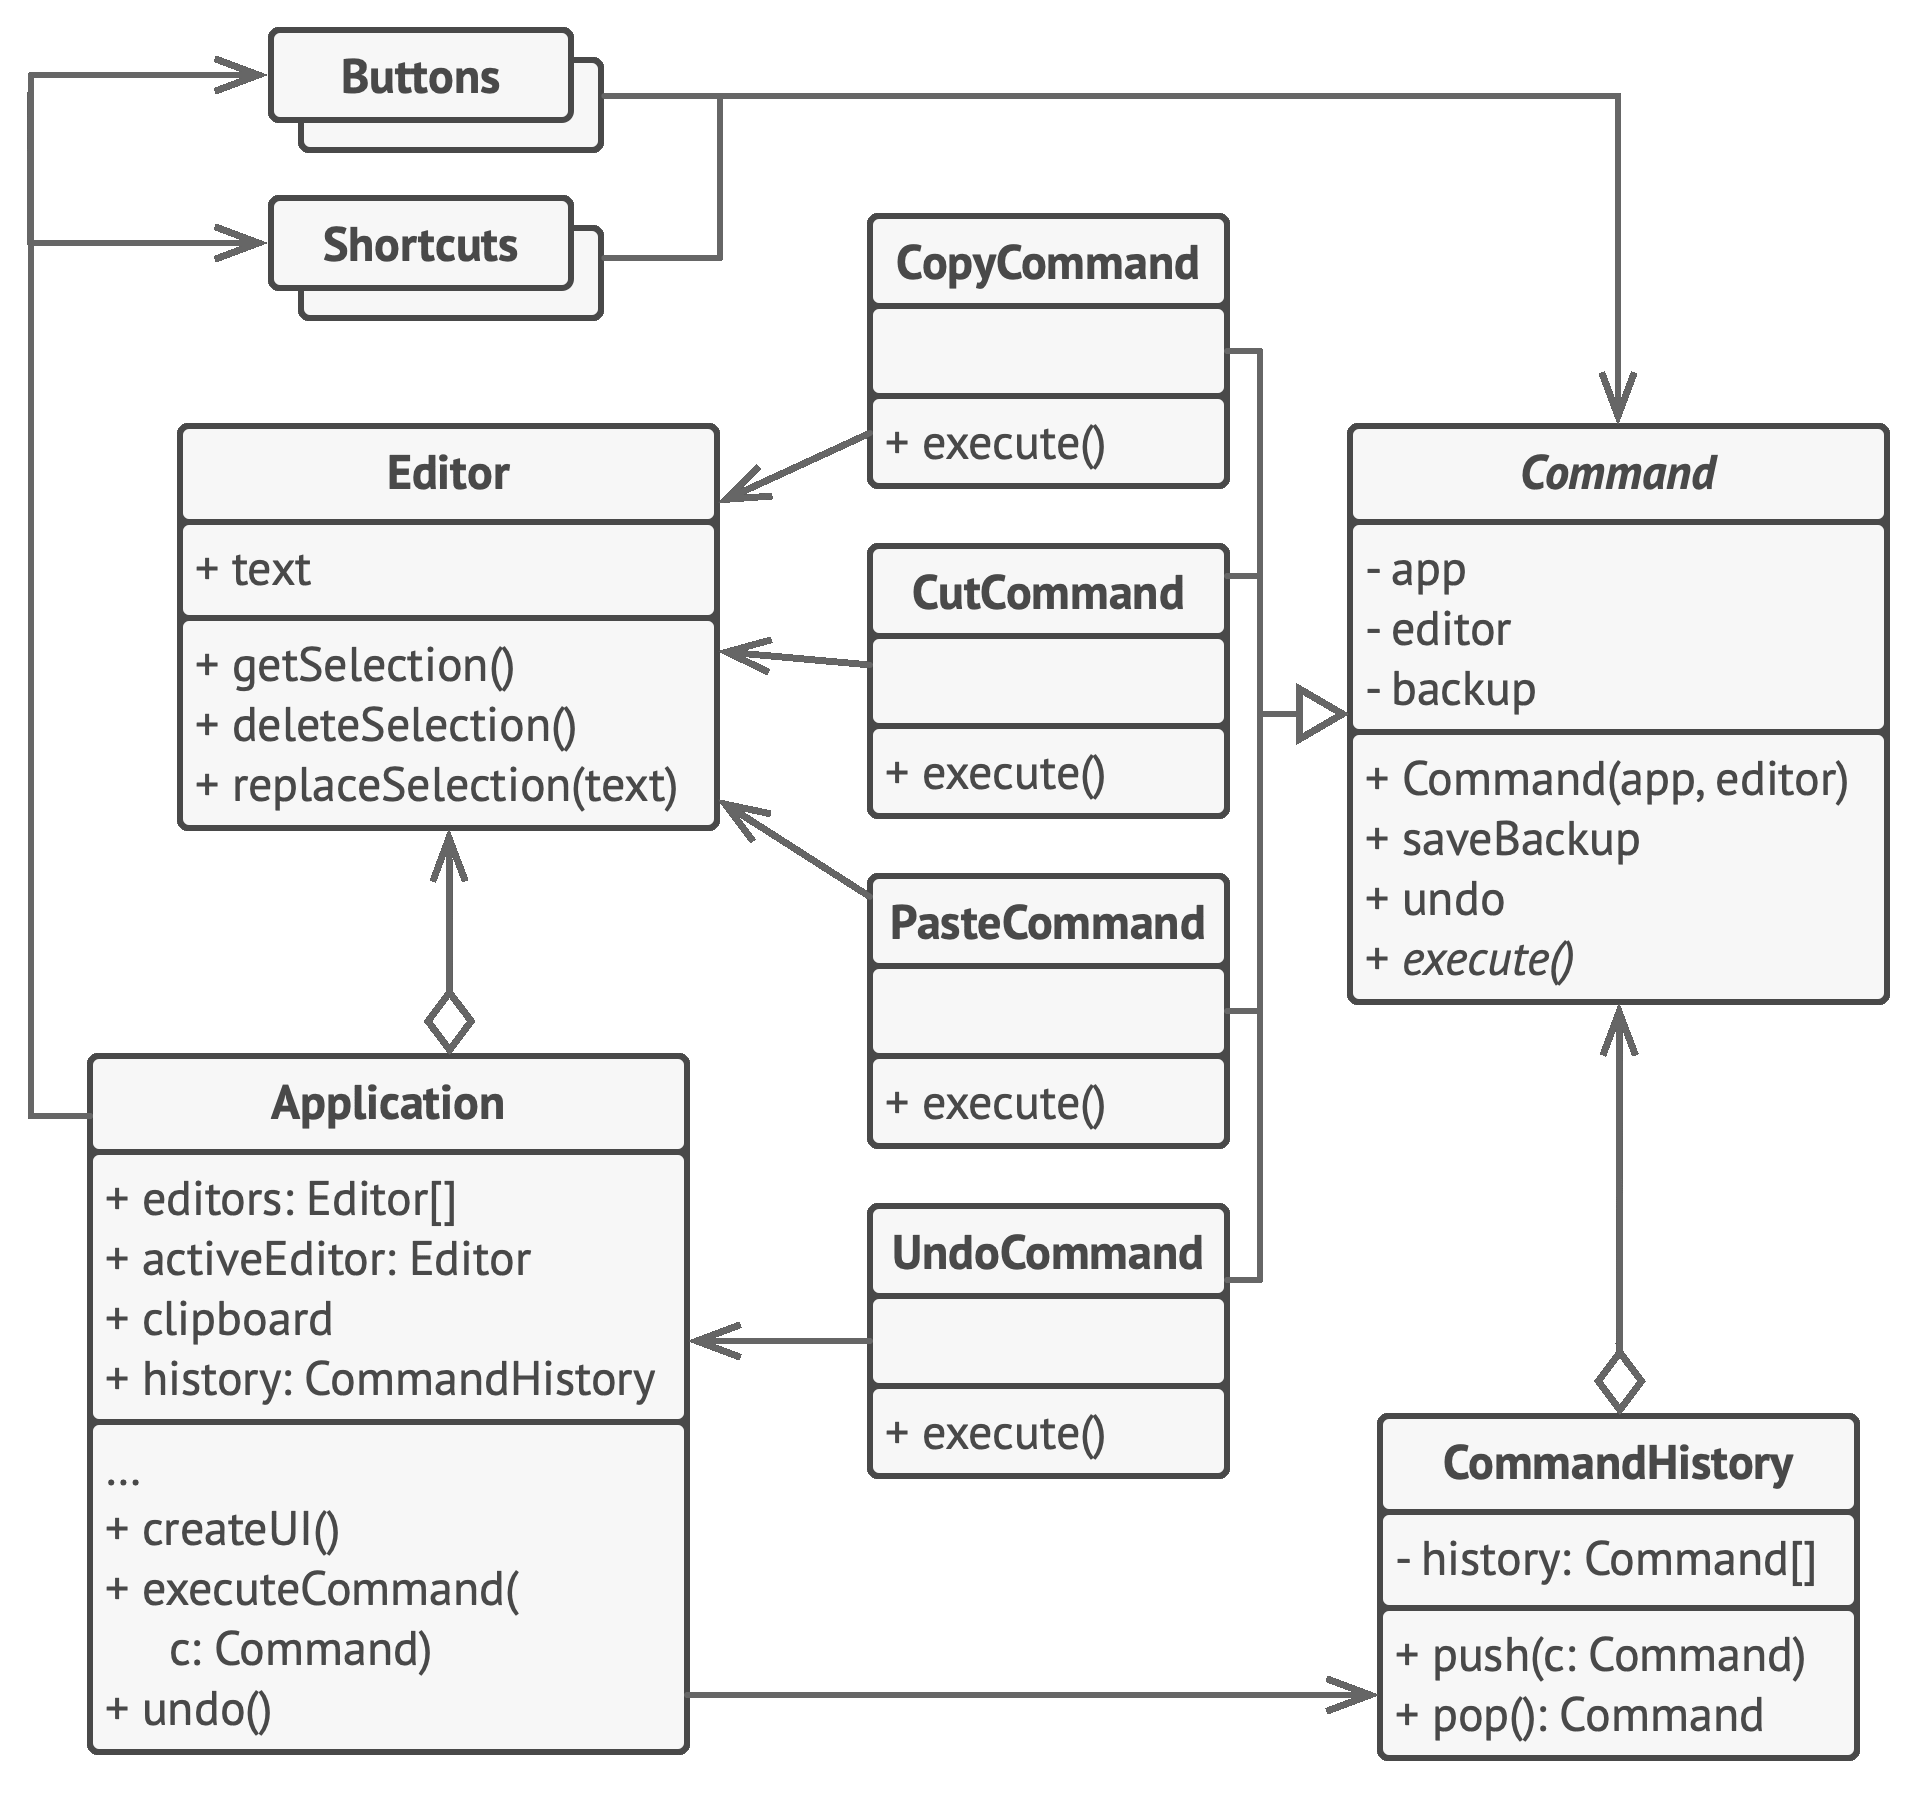 Buttons
Shortcuts
CopyCommand
+ execute()
Editor
+ text
+ getSelection()
+ deleteSelection()
+ replaceSelection(text)
CutCommand
+ execute()
Command
- app
- editor
- backup
+ Command(app, editor)
+ saveBackup
+ undo
+ execute()
PasteCommand
+ execute()
Application
+ editors: Editor[]
+ activeEditor: Editor
+ clipboard
+ history: CommandHistory
...
+ createUI()
+ executeCommand(
c: Command)
+ undo()
UndoCommand
+ execute()
CommandHistory
- history: Command[]
+ push(c: Command)
+ pop(): Command